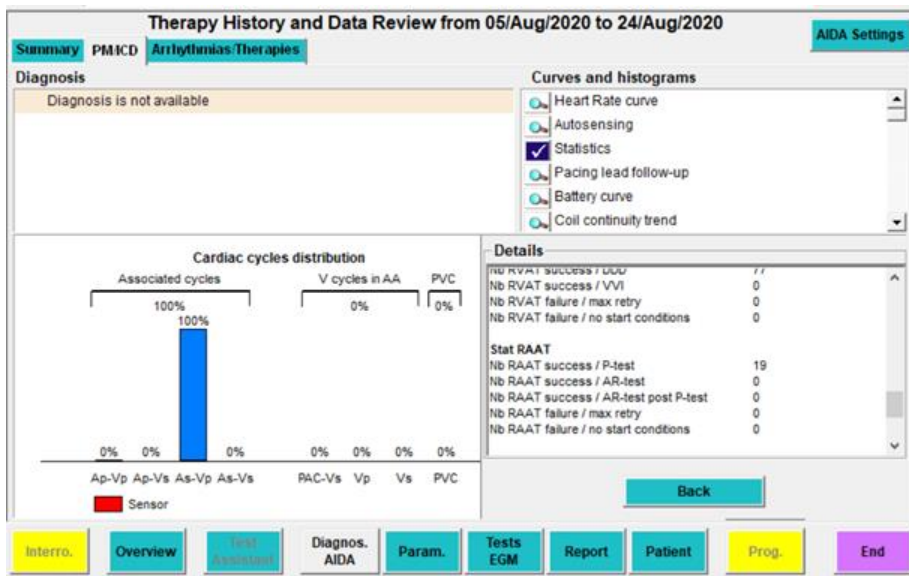 Therapy History and Data Review from 05/Aug/2020 to 24/Aug/2020
AIDA Settings
Summary PM/ICD Arrhythmias/Therapies
Diagnosis
Diagnosis is not available
Curves and histograms
Heart Rate curve
Autosensing
Statistics
Pacing lead follow-up
Battery curve
Coil continuity trend
Cardiac cycles distribution
Associated cycles V cycles in AA PVC
100% 0% 0%
100%
0% 0% 0% 0% 0% 0% 0%
Ap-Vp Ap-Vs As-Vp As-Vs PAC-Vs Vp Vs PVC
Sensor
Details
Nb RVAT success / DDD 77
Nb RVAT success / VVI 0
Nb RVAT failure / max retry 0
Nb RVAT failure / no start conditions 0
Stat RAAT
Nb RAAT success / P-test 19
Nb RAAT success / AR-test 0
Nb RAAT success / AR-test post P-test 0
Nb RAAT failure / max retry 0
Nb RAAT failure / no start conditions 0
Back
Interro. Overview Test Assistant Diagnos. AIDA Param. Tests EGM Report Patient Prog. End